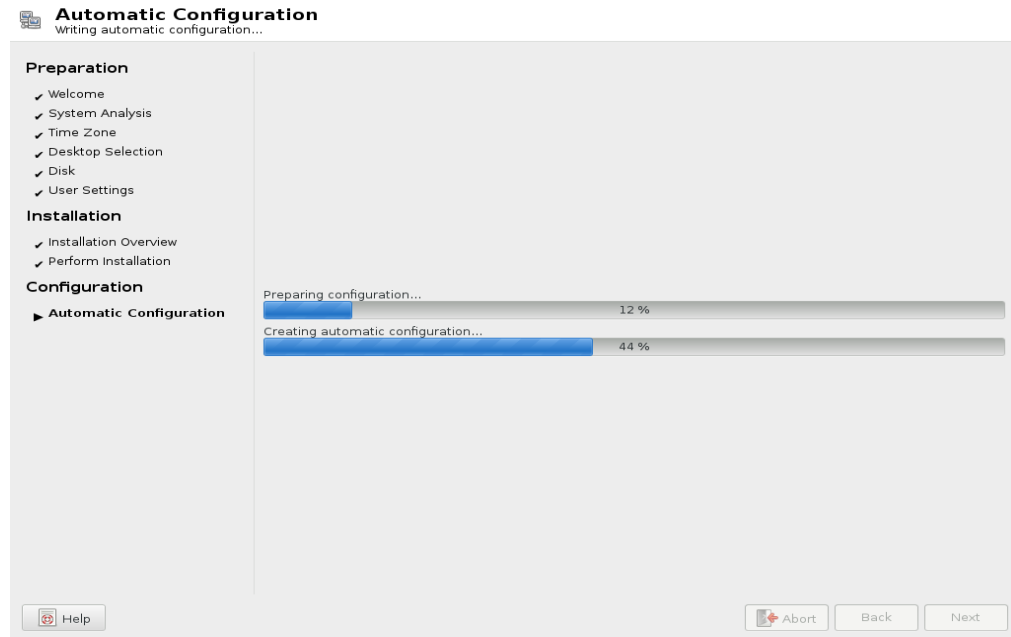 Automatic Configuration
Writing automatic configuration...
Preparation
Welcome
System Analysis
Time Zone
Desktop Selection
Disk
User Settings
Installation
Installation Overview
Perform Installation
Configuration
Automatic Configuration
Preparing configuration...
12 %
Creating automatic configuration...
44 %
Help
Abort
Back
Next